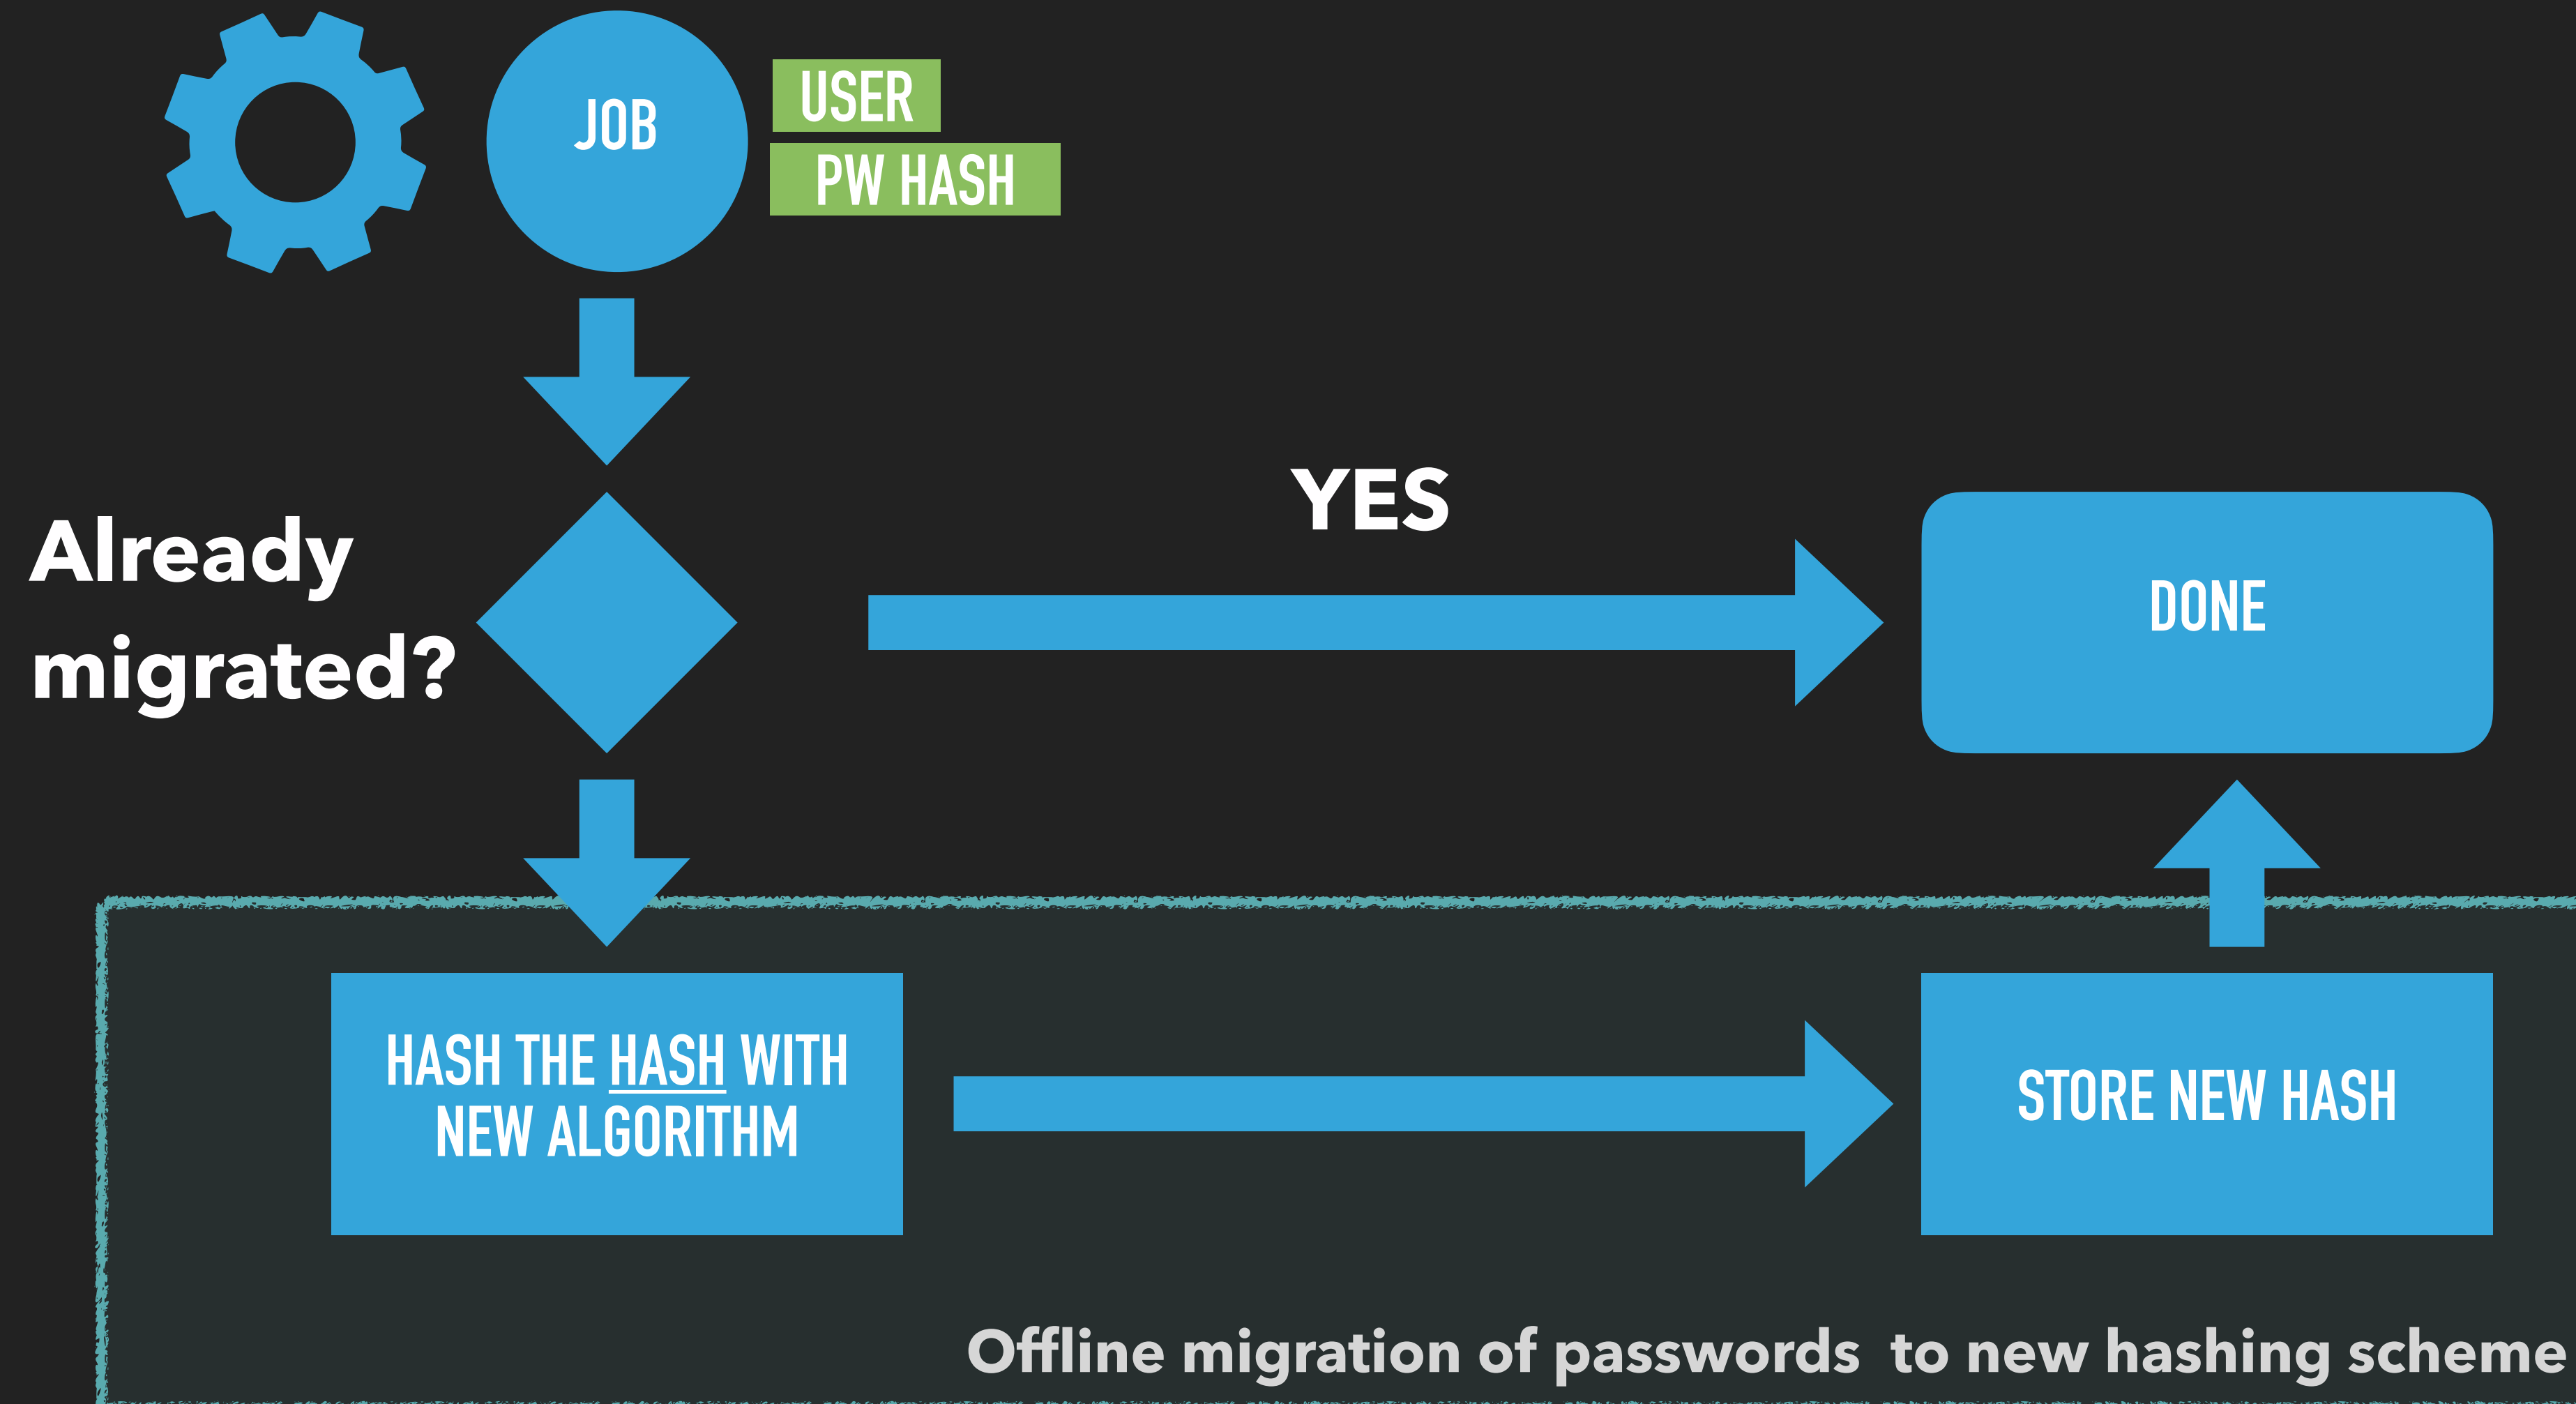 JOB
USER
PW HASH
YES
Already
migrated?
DONE
HASH THE HASH WITH
NEW ALGORITHM
STORE NEW HASH
Offline migration of passwords  to new hashing scheme